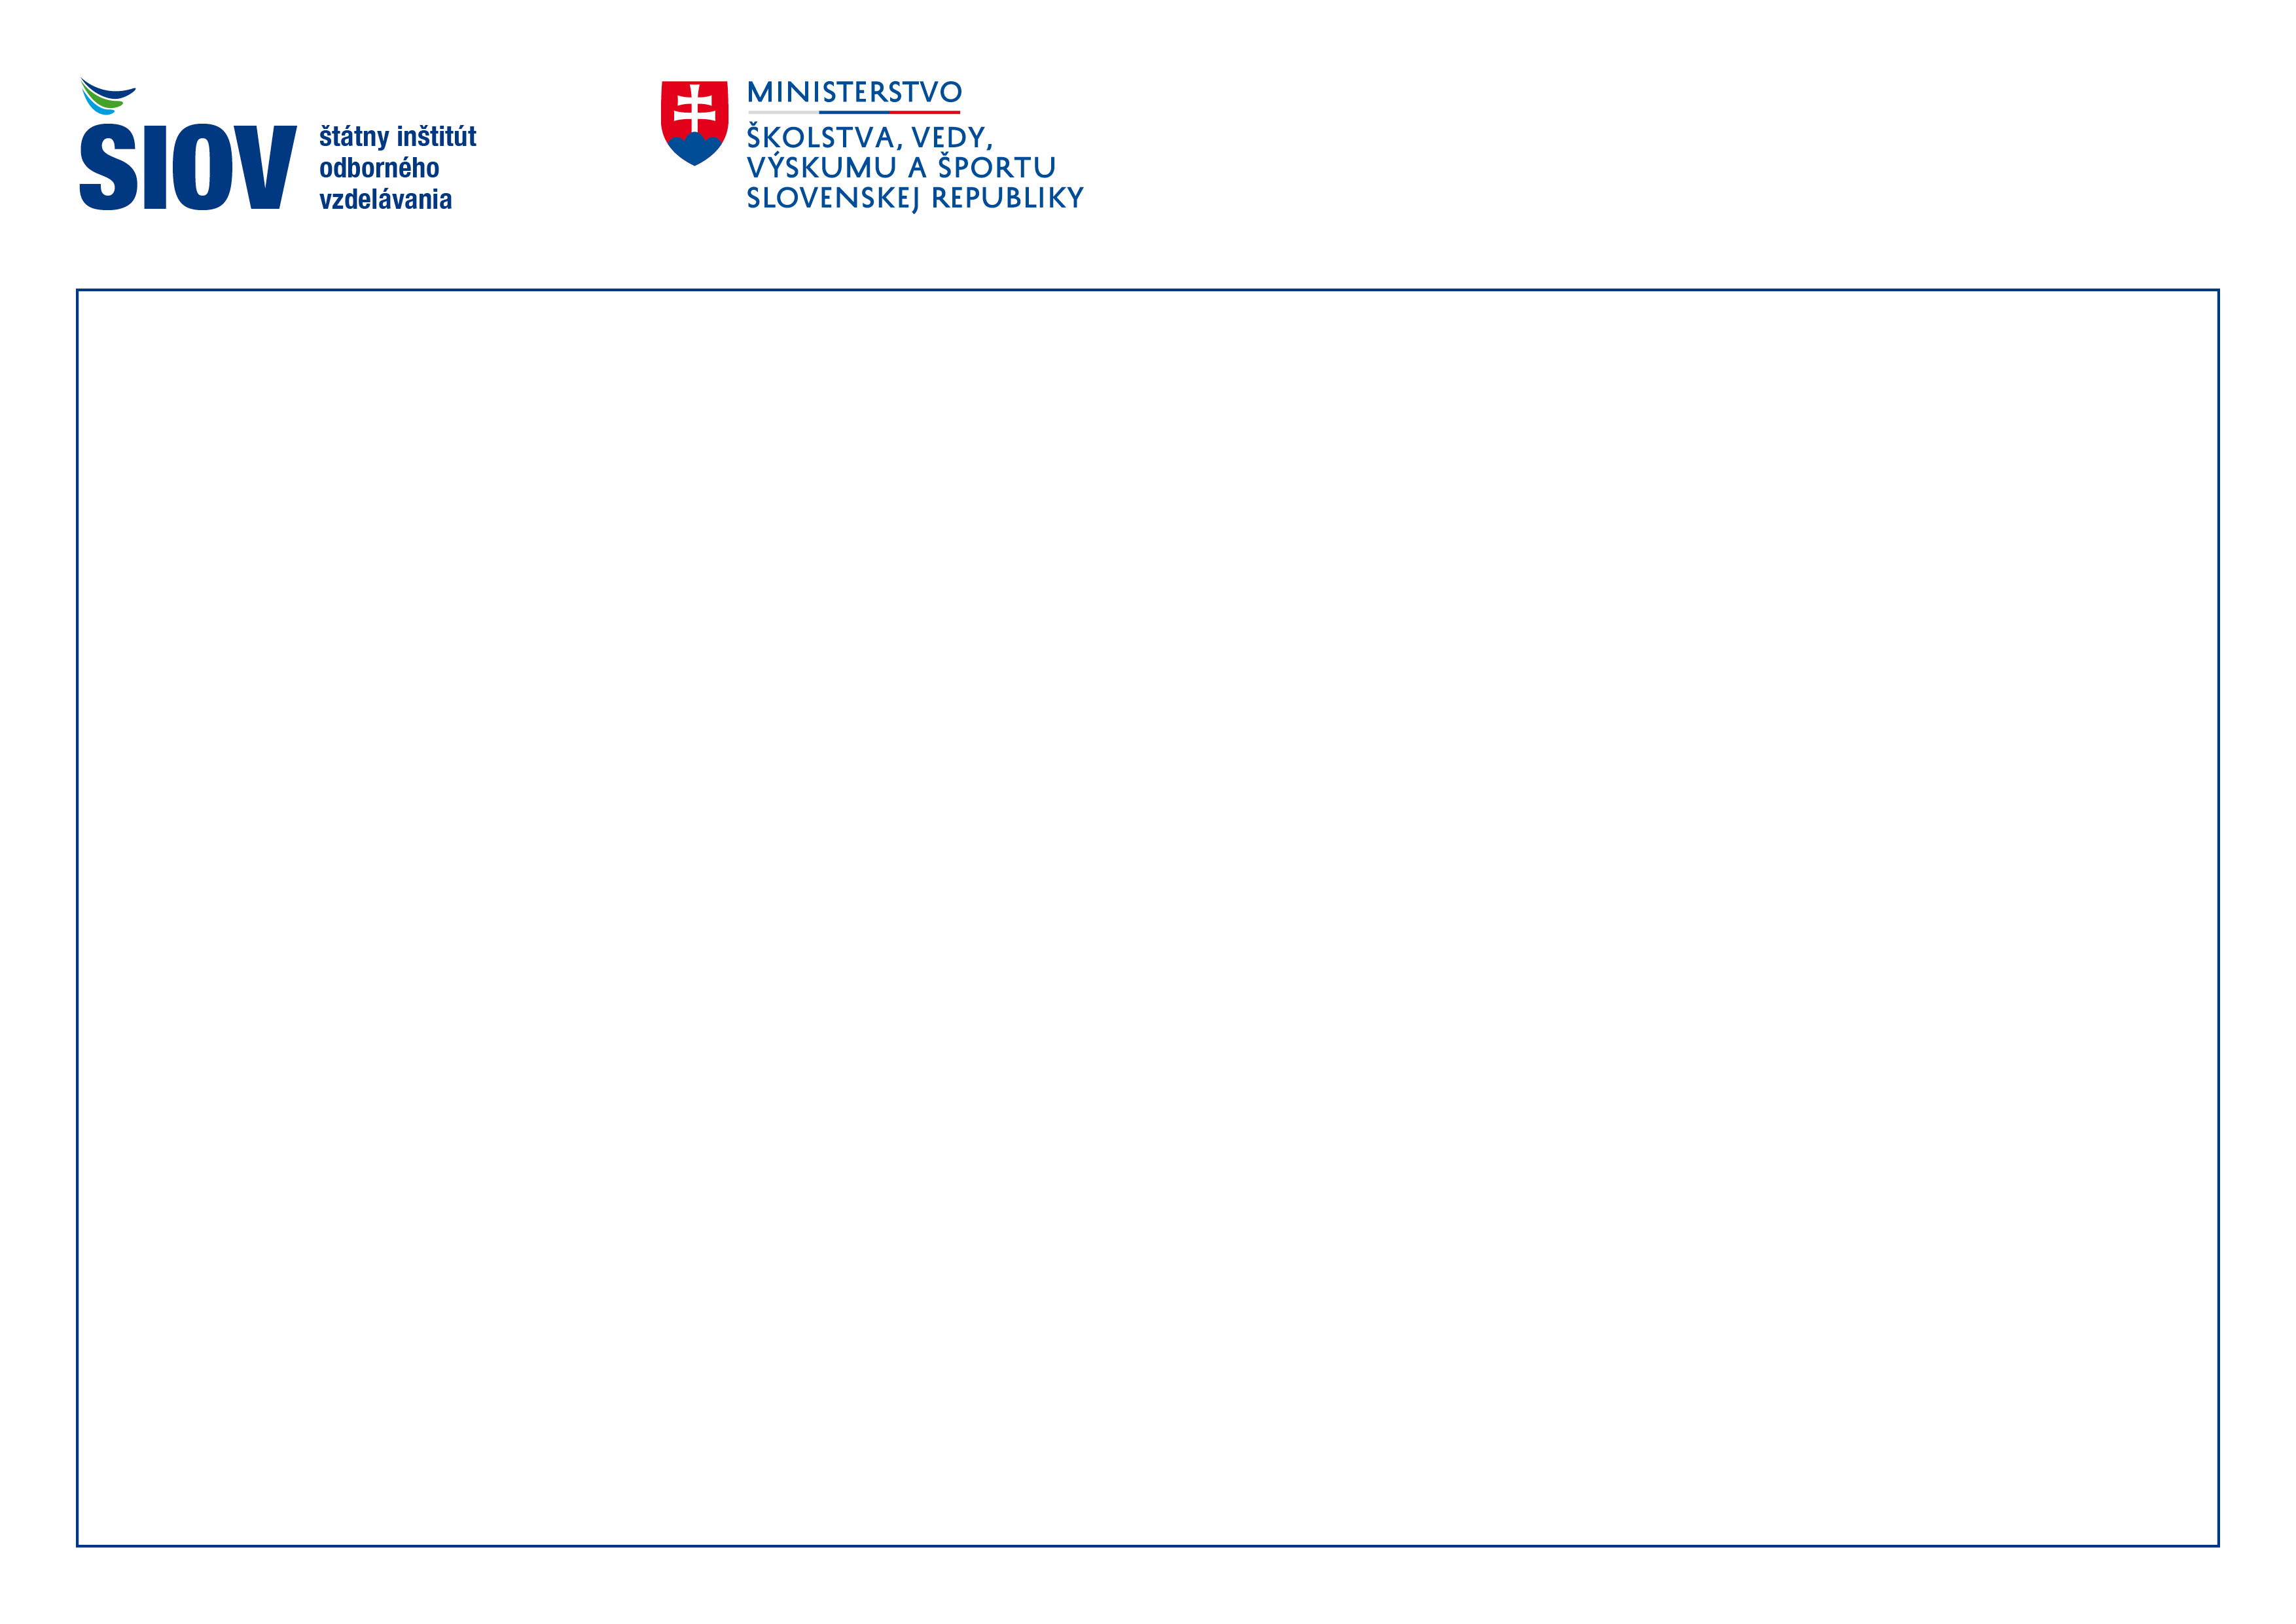 ŠIOV
štátny inštitút
odborného
vzdelávania
MINISTERSTVO
ŠKOLSTVA, VEDY,
VÝSKUMU A ŠPORTU
SLOVENSKEJ REPUBLIKY